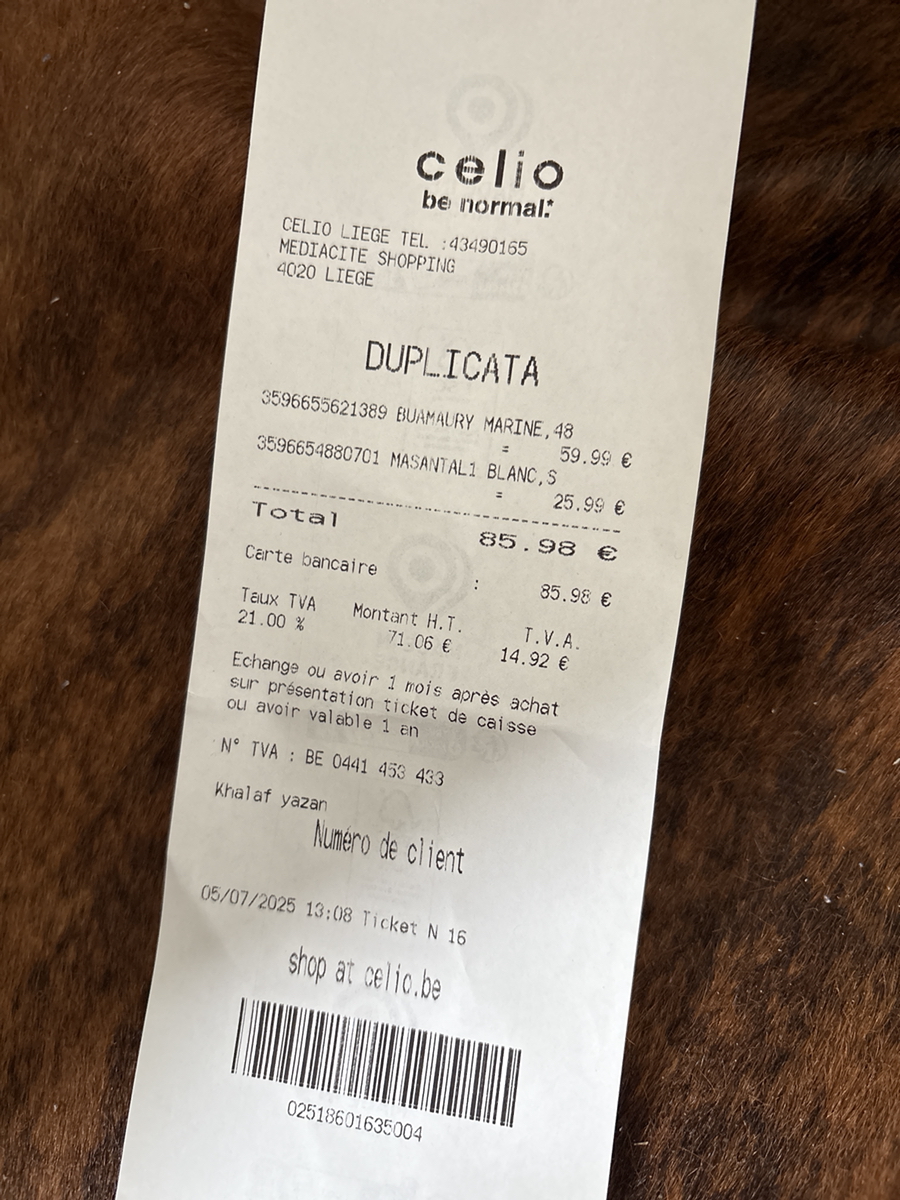 celio
be normal.*
CELIO LIEGE TEL. :43490165
MEDIACITE SHOPPING
4020 LIEGE
DUPLICATA
3596655621389 BUAMAURY MARINE,48
= 59.99 €
3596654880701 MASANTAL1 BLANC,S
= 25.99 €
Total 85.98 €
Carte bancaire : 85.98 €
Taux TVA Montant H.T. T.V.A.
21.00 % 71.06 € 14.92 €
Echange ou avoir 1 mois après achat
sur présentation ticket de caisse
ou avoir valable 1 an
N° TVA : BE 0441 453 433
Khalaf yazan
Numéro de client
05/07/2025 13:08 Ticket N 16
shop at celio.be
02518601635004